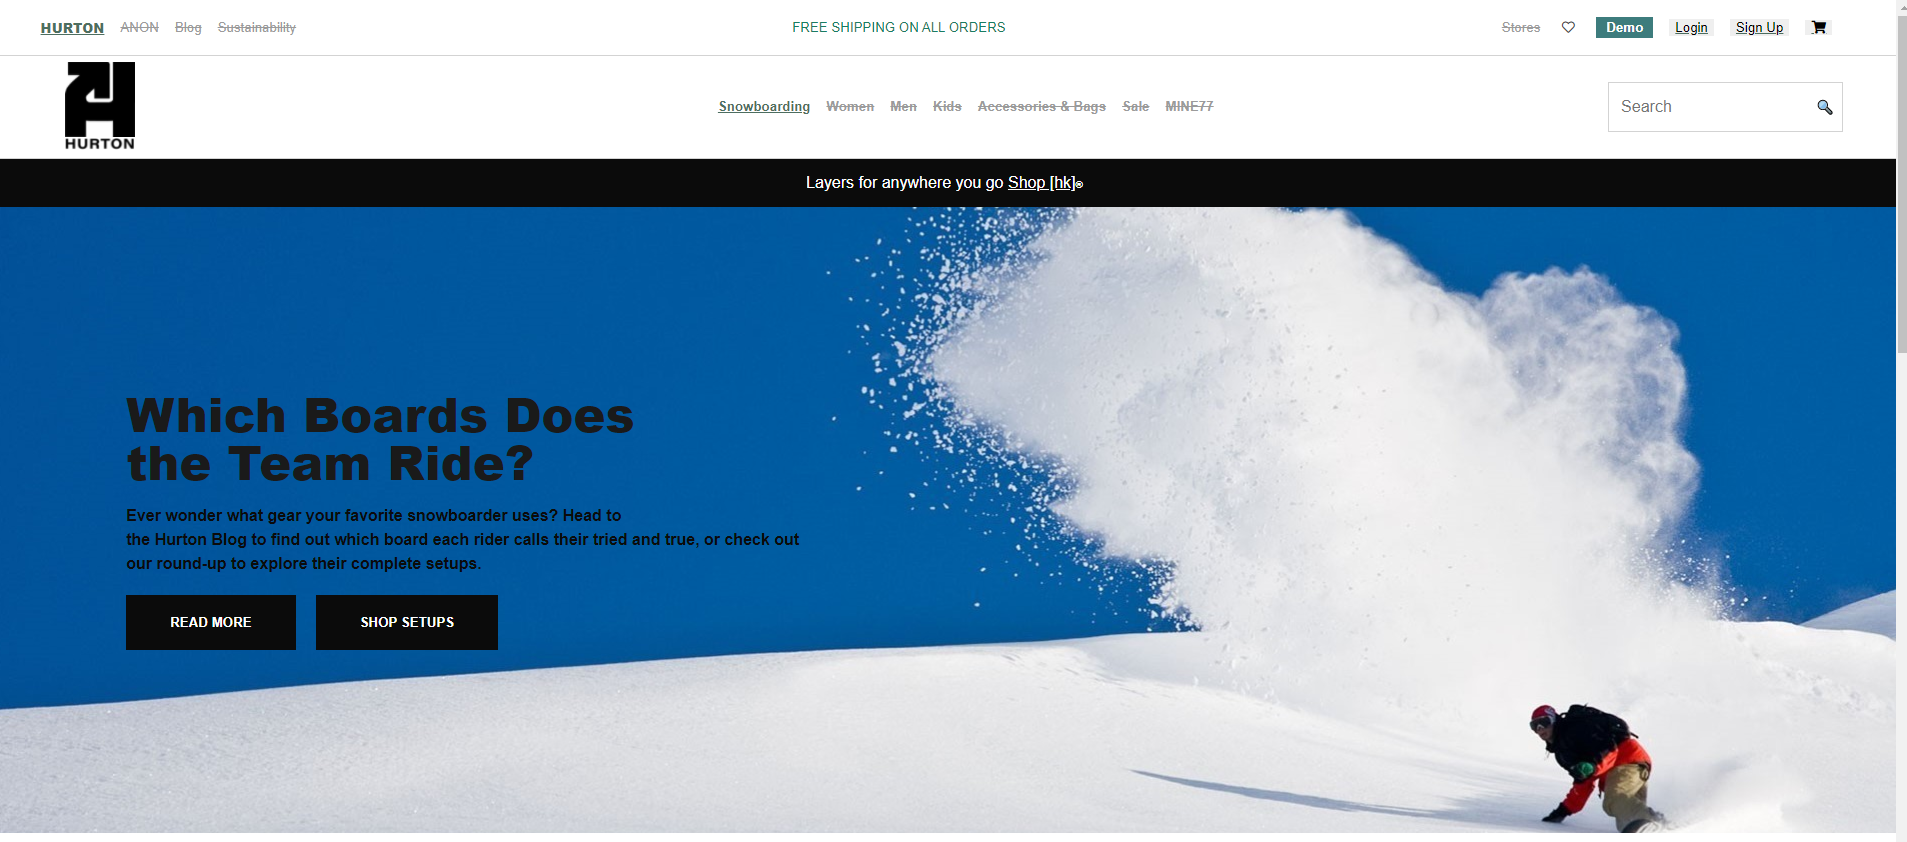 HURTON ANON Blog Sustainability FREE SHIPPING ON ALL ORDERS Stores Demo Login Sign Up
HURTON
Snowboarding Women Men Kids Accessories & Bags Sale MINE77
Search
Layers for anywhere you go Shop [hk]®
Which Boards Does
the Team Ride?
Ever wonder what gear your favorite snowboarder uses? Head to
the Hurton Blog to find out which board each rider calls their tried and true, or check out
our round-up to explore their complete setups.
READ MORE SHOP SETUPS